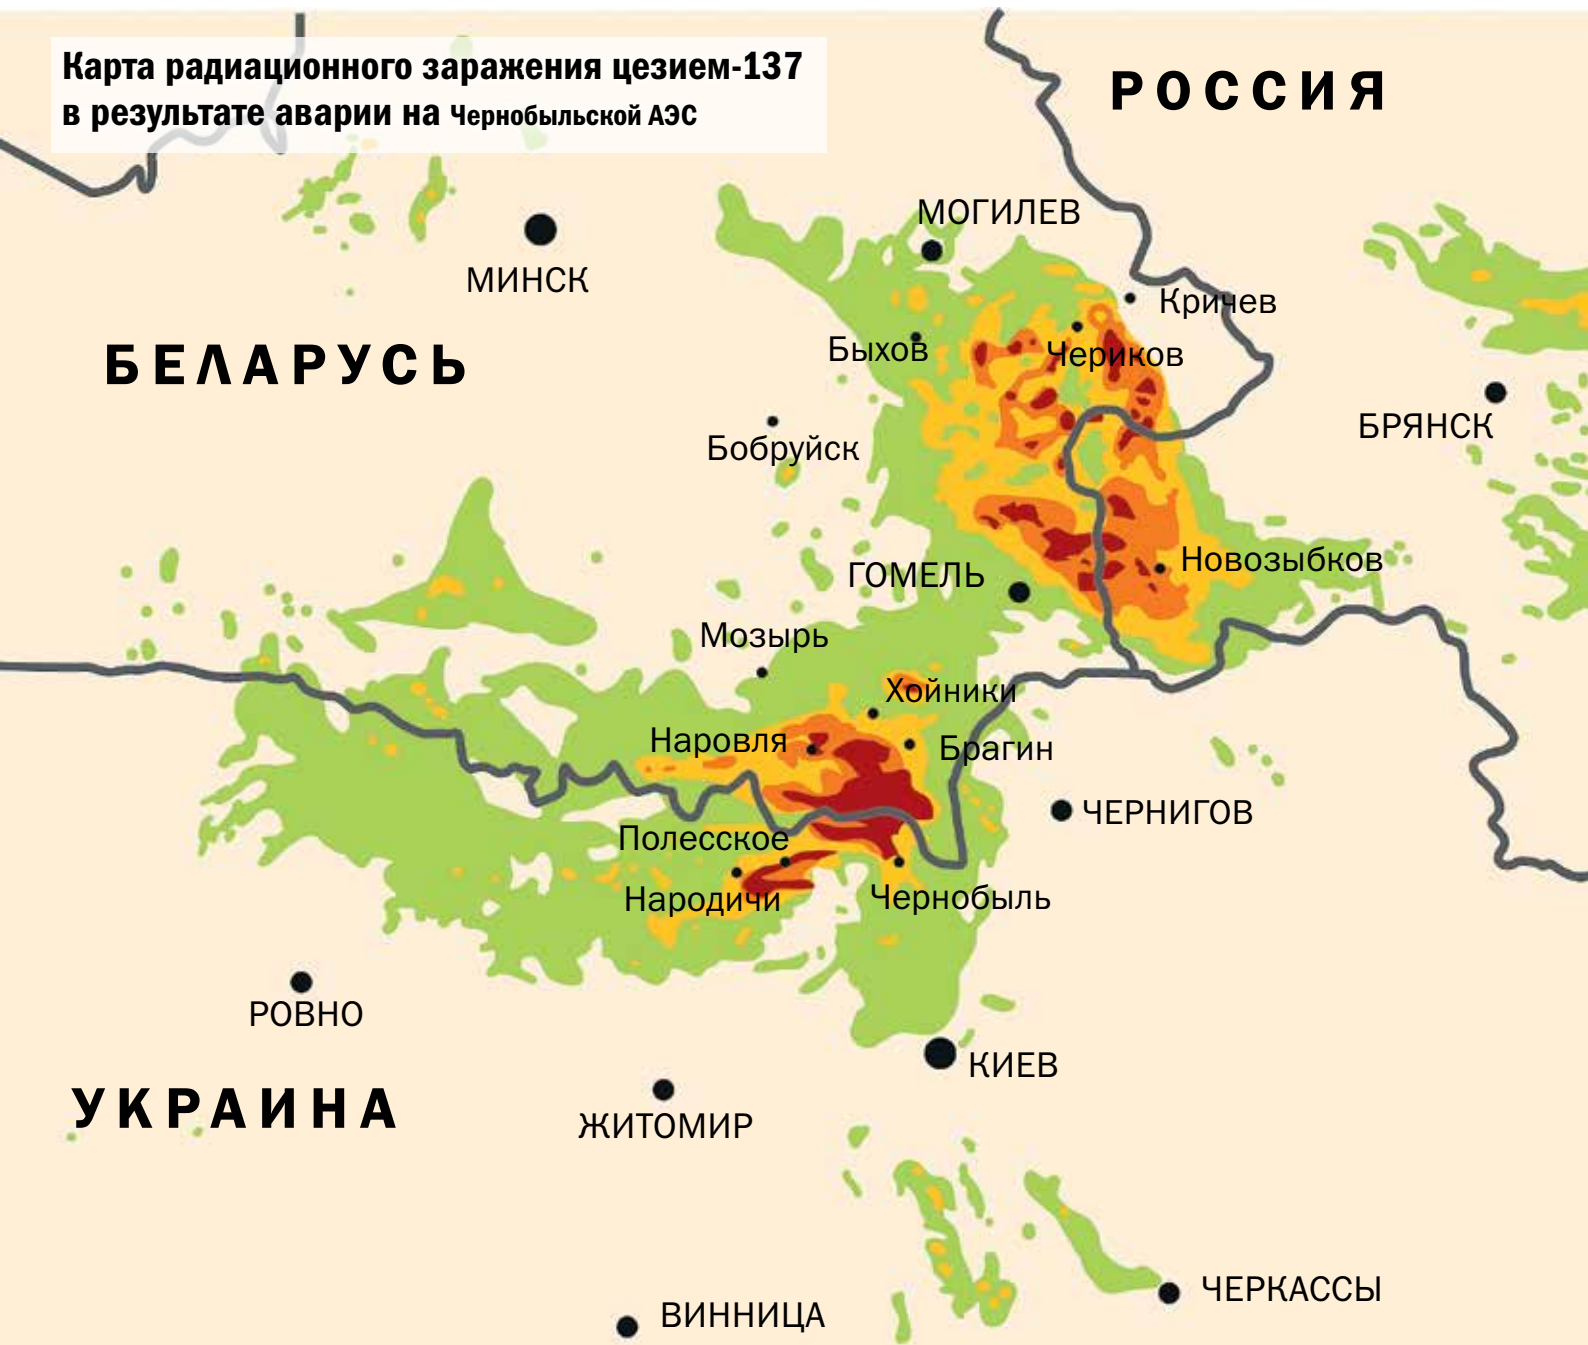 Карта радиационного заражения цезием-137
в результате аварии на Чернобыльской АЭС
РОССИЯ
МОГИЛЕВ
МИНСК
Кричев
БЕЛАРУСЬ
Быхов
Чериков
БРЯНСК
Бобруйск
Новозыбков
ГОМЕЛЬ
Мозырь
Хойники
Наровля
Брагин
ЧЕРНИГОВ
Полесское
Народичи
Чернобыль
РОВНО
КИЕВ
УКРАИНА
ЖИТОМИР
ЧЕРКАССЫ
ВИННИЦА